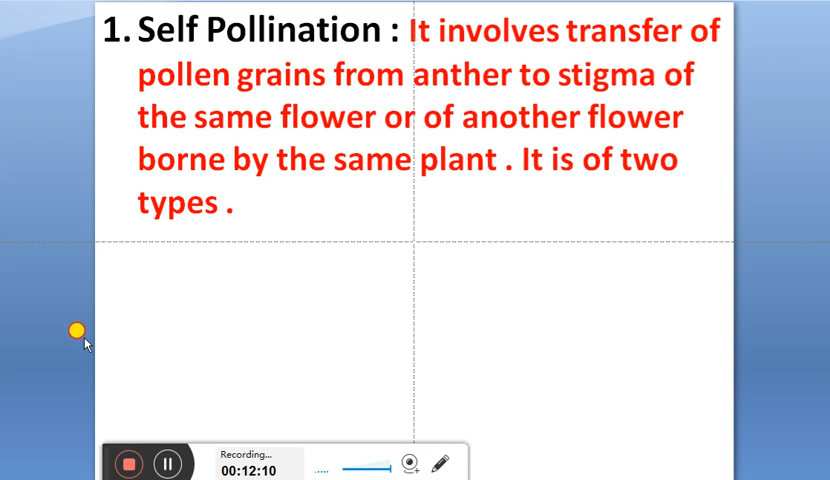 1. Self Pollination : It involves transfer of
pollen grains from anther to stigma of
the same flower or of another flower
borne by the same plant . It is of two
types .
Recording...
00:12:10